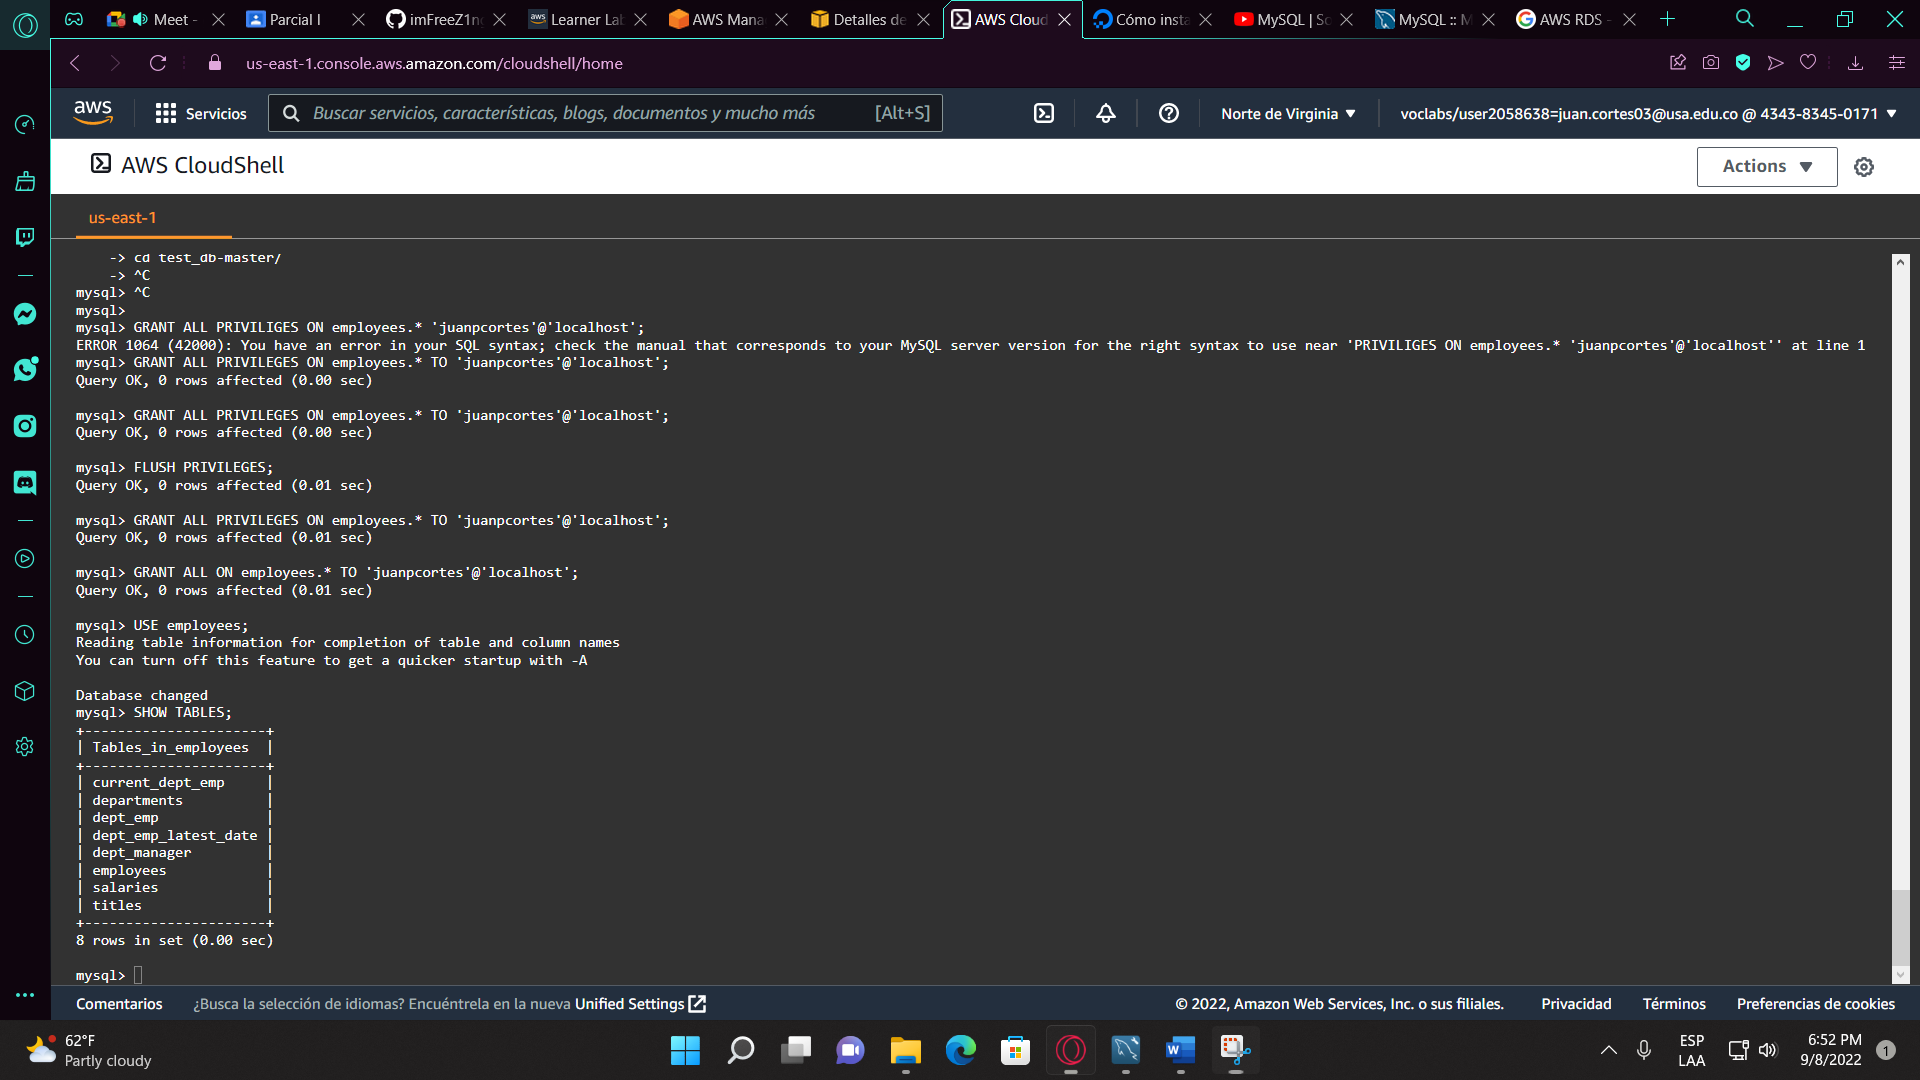 Meet -
Parcial I
imFreeZ1n
Learner La
AWS Mana
Detalles de
AWS Cloud
Cómo insta
MySQL | So
MySQL :: M
AWS RDS -
us-east-1.console.aws.amazon.com/cloudshell/home
aws
Servicios
Buscar servicios, características, blogs, documentos y mucho más
[Alt+S]
Norte de Virginia
voclabs/user2058638=juan.cortes03@usa.edu.co @ 4343-8345-0171
AWS CloudShell
Actions
us-east-1
-> cd test_db-master/
-> ^C
mysql> ^C
mysql>
mysql> GRANT ALL PRIVILIGES ON employees.* 'juanpcortes'@'localhost';
ERROR 1064 (42000): You have an error in your SQL syntax; check the manual that corresponds to your MySQL server version for the right syntax to use near 'PRIVILIGES ON employees.* 'juanpcortes'@'localhost'' at line 1
mysql> GRANT ALL PRIVILEGES ON employees.* TO 'juanpcortes'@'localhost';
Query OK, 0 rows affected (0.00 sec)
mysql> GRANT ALL PRIVILEGES ON employees.* TO 'juanpcortes'@'localhost';
Query OK, 0 rows affected (0.00 sec)
mysql> FLUSH PRIVILEGES;
Query OK, 0 rows affected (0.01 sec)
mysql> GRANT ALL PRIVILEGES ON employees.* TO 'juanpcortes'@'localhost';
Query OK, 0 rows affected (0.01 sec)
mysql> GRANT ALL ON employees.* TO 'juanpcortes'@'localhost';
Query OK, 0 rows affected (0.01 sec)
mysql> USE employees;
Reading table information for completion of table and column names
You can turn off this feature to get a quicker startup with -A
Database changed
mysql> SHOW TABLES;
+----------------------+
| Tables_in_employees  |
+----------------------+
| current_dept_emp     |
| departments          |
| dept_emp             |
| dept_emp_latest_date |
| dept_manager         |
| employees            |
| salaries             |
| titles               |
+----------------------+
8 rows in set (0.00 sec)
mysql>
Comentarios
¿Busca la selección de idiomas? Encuéntrela en la nueva Unified Settings
© 2022, Amazon Web Services, Inc. o sus filiales.
Privacidad
Términos
Preferencias de cookies
62°F
Partly cloudy
ESP
LAA
6:52 PM
9/8/2022
1